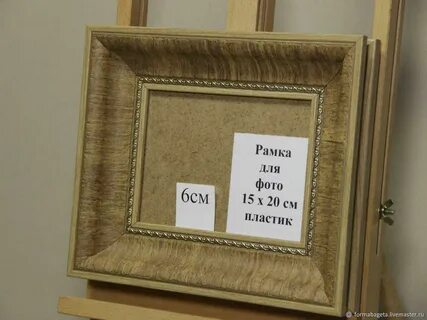 6см
Рамка
для
фото
15 х 20 см
пластик
formabageta.livemaster.ru